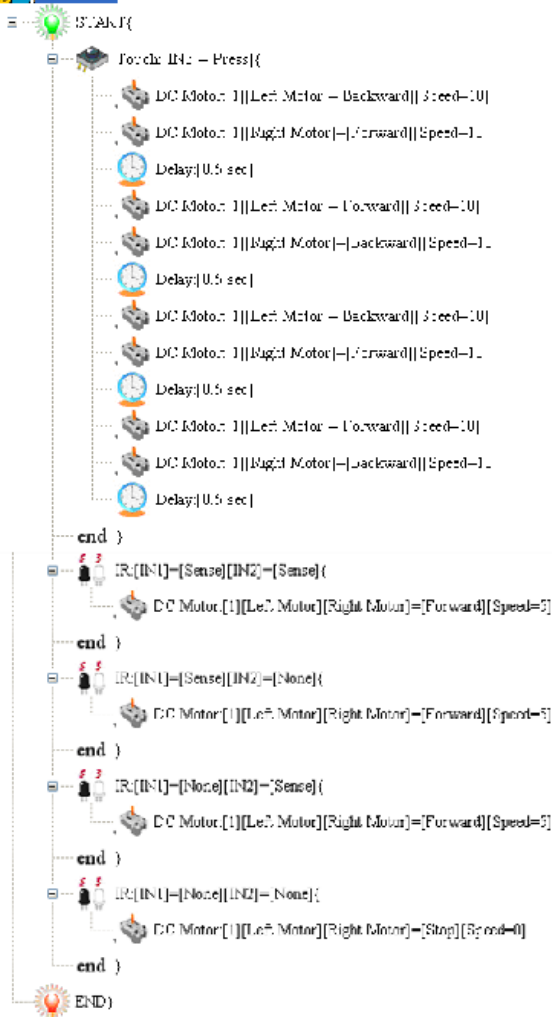 START{
Touch: = Press]{
DC Motor: 1][Left Motor = Backward][Speed=10]
DC Motor: 1][Right Motor]=[Forward][Speed=1
Delay:[0.5 sec]
DC Motor: 1][Left Motor = Forward][Speed=10]
DC Motor: 1][Right Motor]=[Backward][Speed=1
Delay:[0.5 sec]
DC Motor: 1][Left Motor = Backward][Speed=10]
DC Motor: 1][Right Motor]=[Forward][Speed=1
Delay:[0.5 sec]
DC Motor: 1][Left Motor = Forward][Speed=10]
DC Motor: 1][Right Motor]=[Backward][Speed=1
Delay:[0.5 sec]
end }
IR:[IN1]=[Sense][IN2]=[Sense]{
DC Motor:[1][Left Motor][Right Motor]=[Forward][Speed=5]
end }
IR:[IN1]=[Sense][IN2]=[None]{
DC Motor:[1][Left Motor][Right Motor]=[Forward][Speed=5]
end }
IR:[IN1]=[None][IN2]=[Sense]{
DC Motor:[1][Left Motor][Right Motor]=[Forward][Speed=5]
end }
IR:[IN1]=[None][IN2]=[None]{
DC Motor:[1][Left Motor][Right Motor]=[Stop][Speed=0]
end }
END}